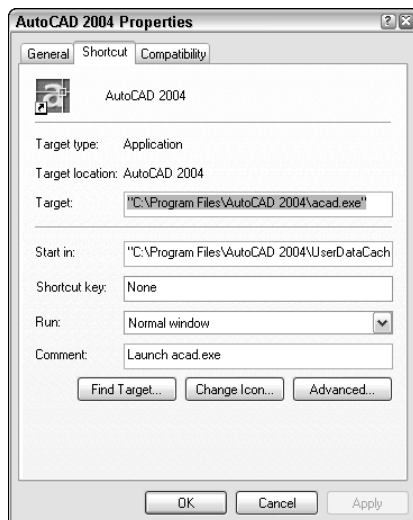 AutoCAD 2004 Properties
General Shortcut Compatibility
AutoCAD 2004
Target type: Application
Target location: AutoCAD 2004
Target: "C:\Program Files\AutoCAD 2004\acad.exe"
Start in: "C:\Program Files\AutoCAD 2004\UserDataCach
Shortcut key: None
Run: Normal window
Comment: Launch acad.exe
Find Target... Change Icon... Advanced...
OK Cancel Apply